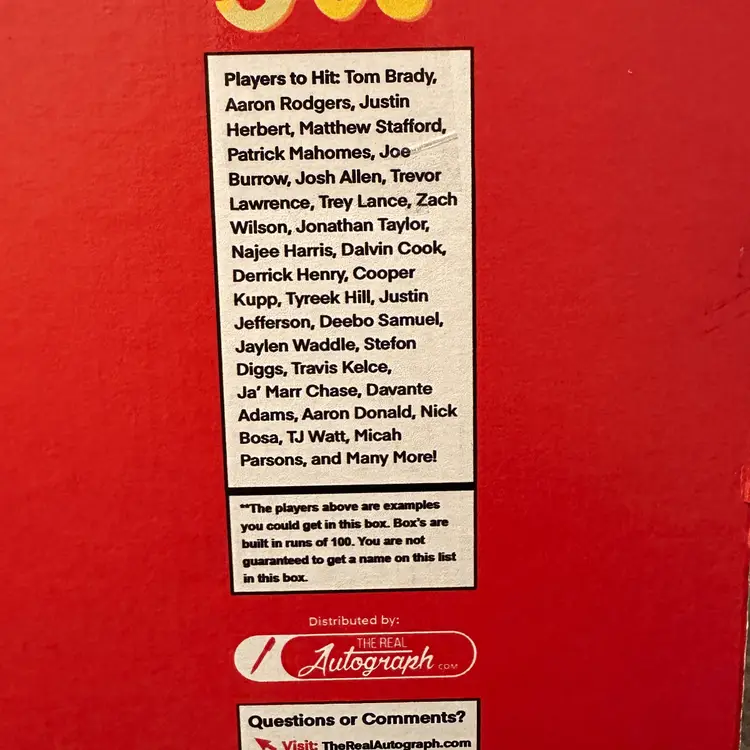 Players to Hit: Tom Brady,
Aaron Rodgers, Justin
Herbert, Matthew Stafford,
Patrick Mahomes, Joe
Burrow, Josh Allen, Trevor
Lawrence, Trey Lance, Zach
Wilson, Jonathan Taylor,
Najee Harris, Dalvin Cook,
Derrick Henry, Cooper
Kupp, Tyreek Hill, Justin
Jefferson, Deebo Samuel,
Jaylen Waddle, Stefon
Diggs, Travis Kelce,
Ja' Marr Chase, Davante
Adams, Aaron Donald, Nick
Bosa, TJ Watt, Micah
Parsons, and Many More!
**The players above are examples
you could get in this box. Box's are
built in runs of 100. You are not
guaranteed to get a name on this list
in this box.
Distributed by:
THE REAL
Autograph.COM
Questions or Comments?
Visit: TheRealAutograph.com